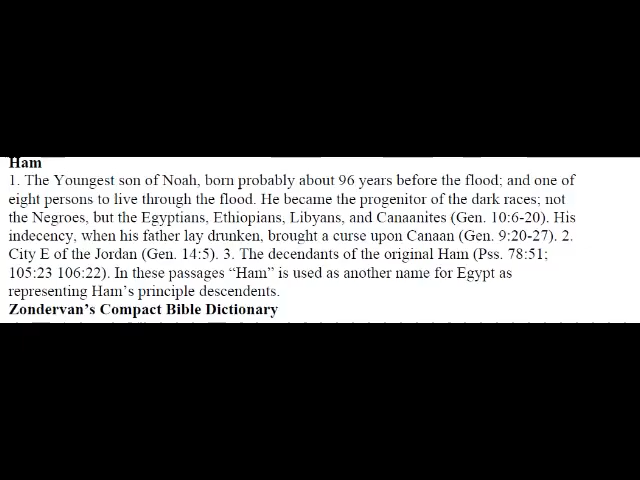 Ham
1. The Youngest son of Noah, born probably about 96 years before the flood; and one of
eight persons to live through the flood. He became the progenitor of the dark races; not
the Negroes, but the Egyptians, Ethiopians, Libyans, and Canaanites (Gen. 10:6-20). His
indecency, when his father lay drunken, brought a curse upon Canaan (Gen. 9:20-27). 2.
City E of the Jordan (Gen. 14:5). 3. The decendants of the original Ham (Pss. 78:51;
105:23 106:22). In these passages “Ham” is used as another name for Egypt as
representing Ham’s principle descendents.
Zondervan’s Compact Bible Dictionary